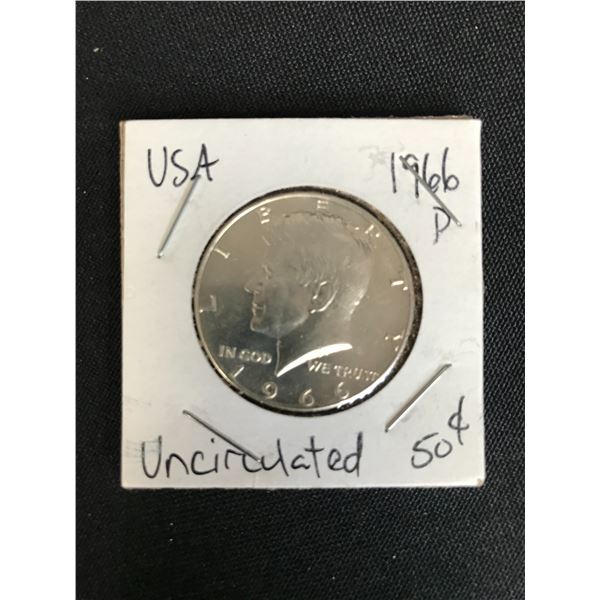 USA 1966
D
LIBERTY
IN GOD WE TRUST
1966
Uncirculated 50¢